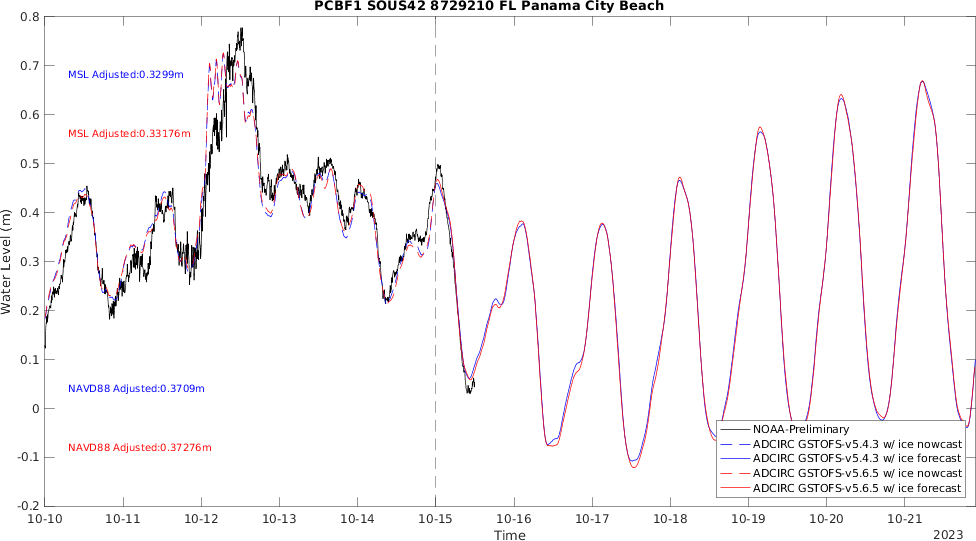 PCBF1 SOUS42 8729210 FL Panama City Beach
0.8
0.7
0.6
0.5
0.4
0.3
0.2
0.1
0
-0.1
-0.2
Water Level (m)
MSL Adjusted:0.3299m
MSL Adjusted:0.33176m
NAVD88 Adjusted:0.3709m
NAVD88 Adjusted:0.37276m
NOAA-Preliminary
ADCIRC GSTOFS-v5.4.3 w/ ice nowcast
ADCIRC GSTOFS-v5.4.3 w/ ice forecast
ADCIRC GSTOFS-v5.6.5 w/ ice nowcast
ADCIRC GSTOFS-v5.6.5 w/ ice forecast
10-10 10-11 10-12 10-13 10-14 10-15 10-16 10-17 10-18 10-19 10-20 10-21
Time
2023